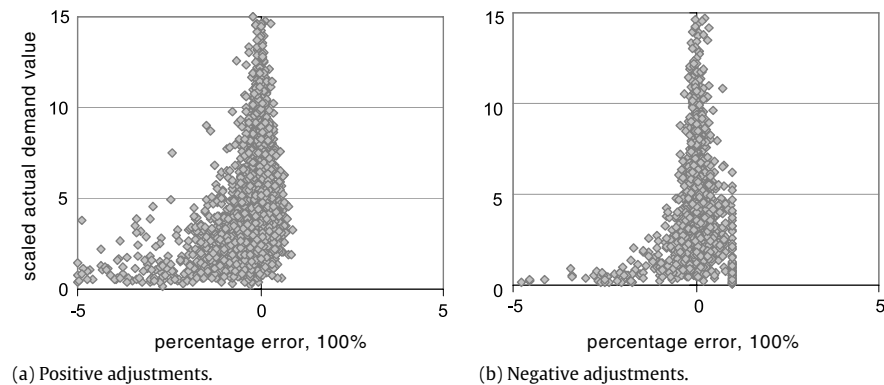 15
10
5
0
scaled actual demand value
-5
0
5
percentage error, 100%
(a) Positive adjustments.
15
10
5
0
-5
0
5
percentage error, 100%
(b) Negative adjustments.